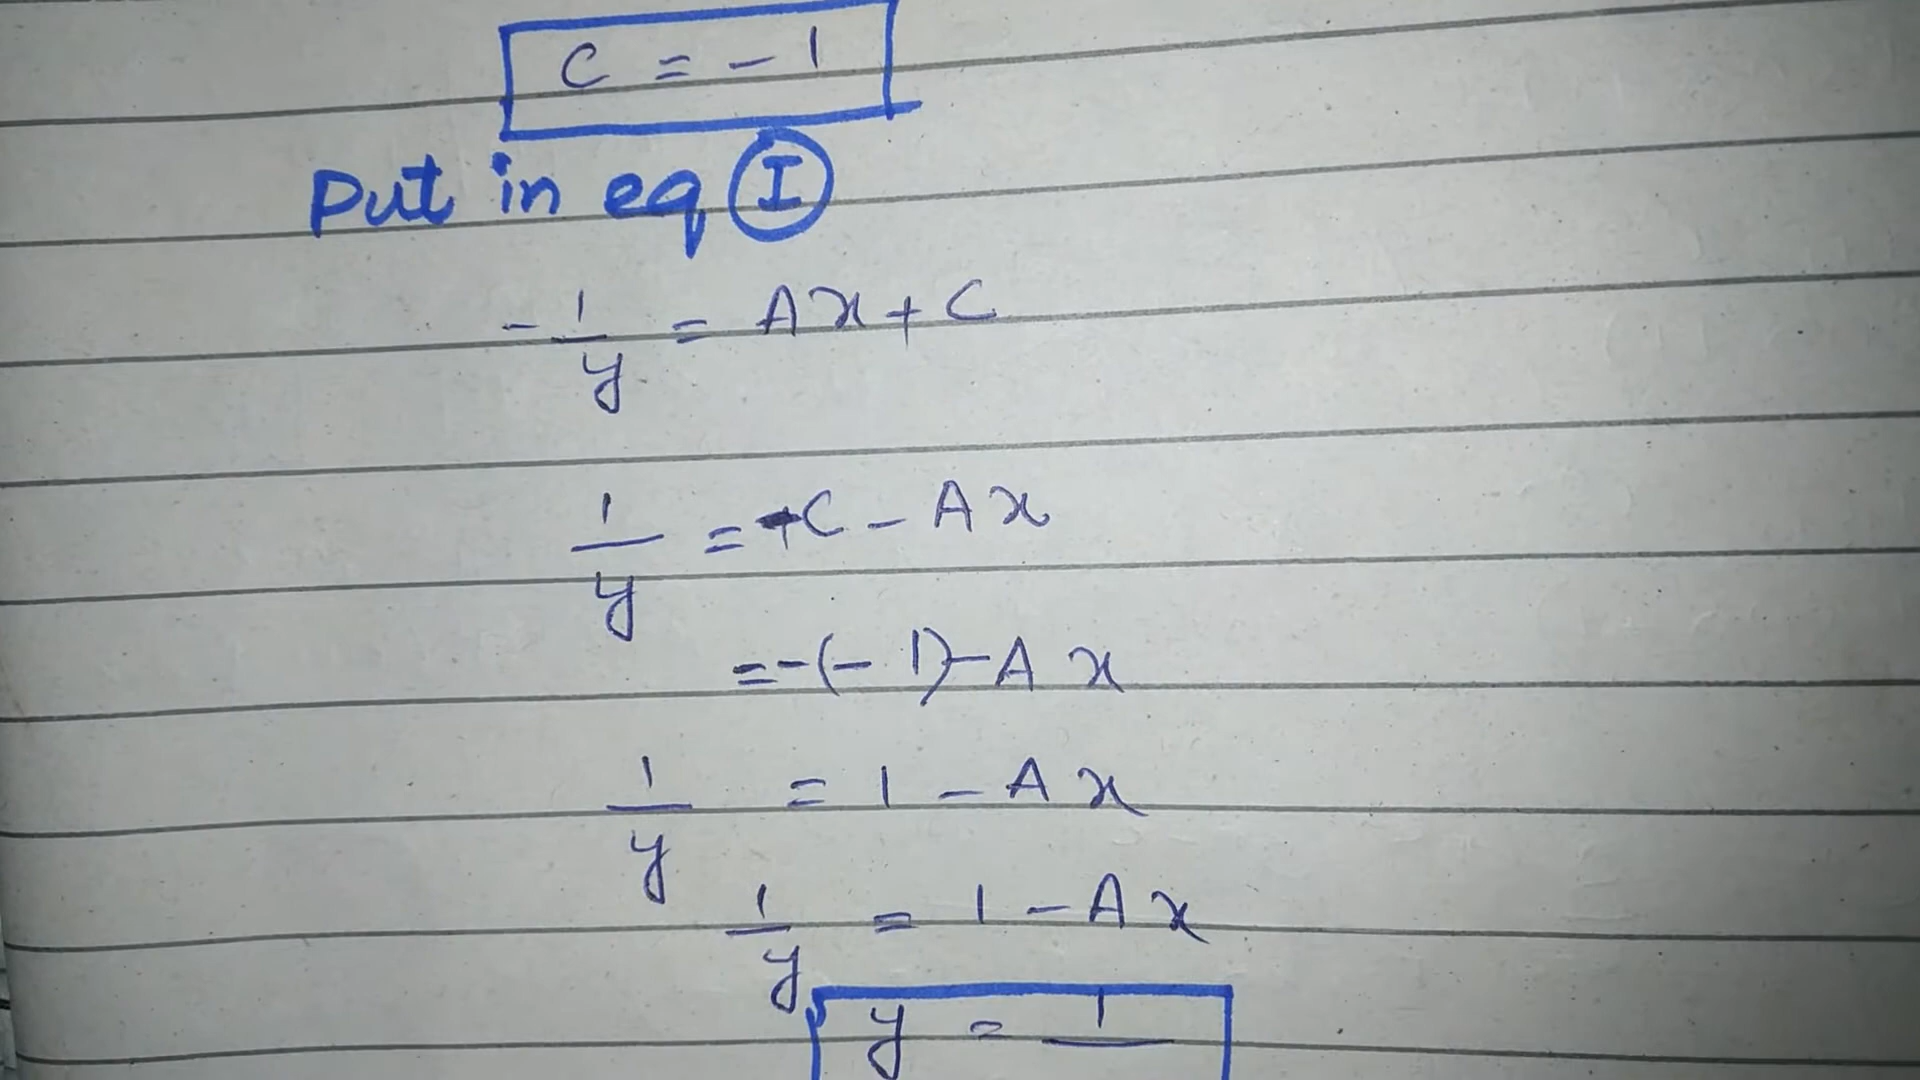 C = -1
Put in eq I
-1/y = Ax + C
1/y = -C - Ax
= -(-1) - Ax
1/y = 1 - Ax
1/y = 1 - Ax
y = 1